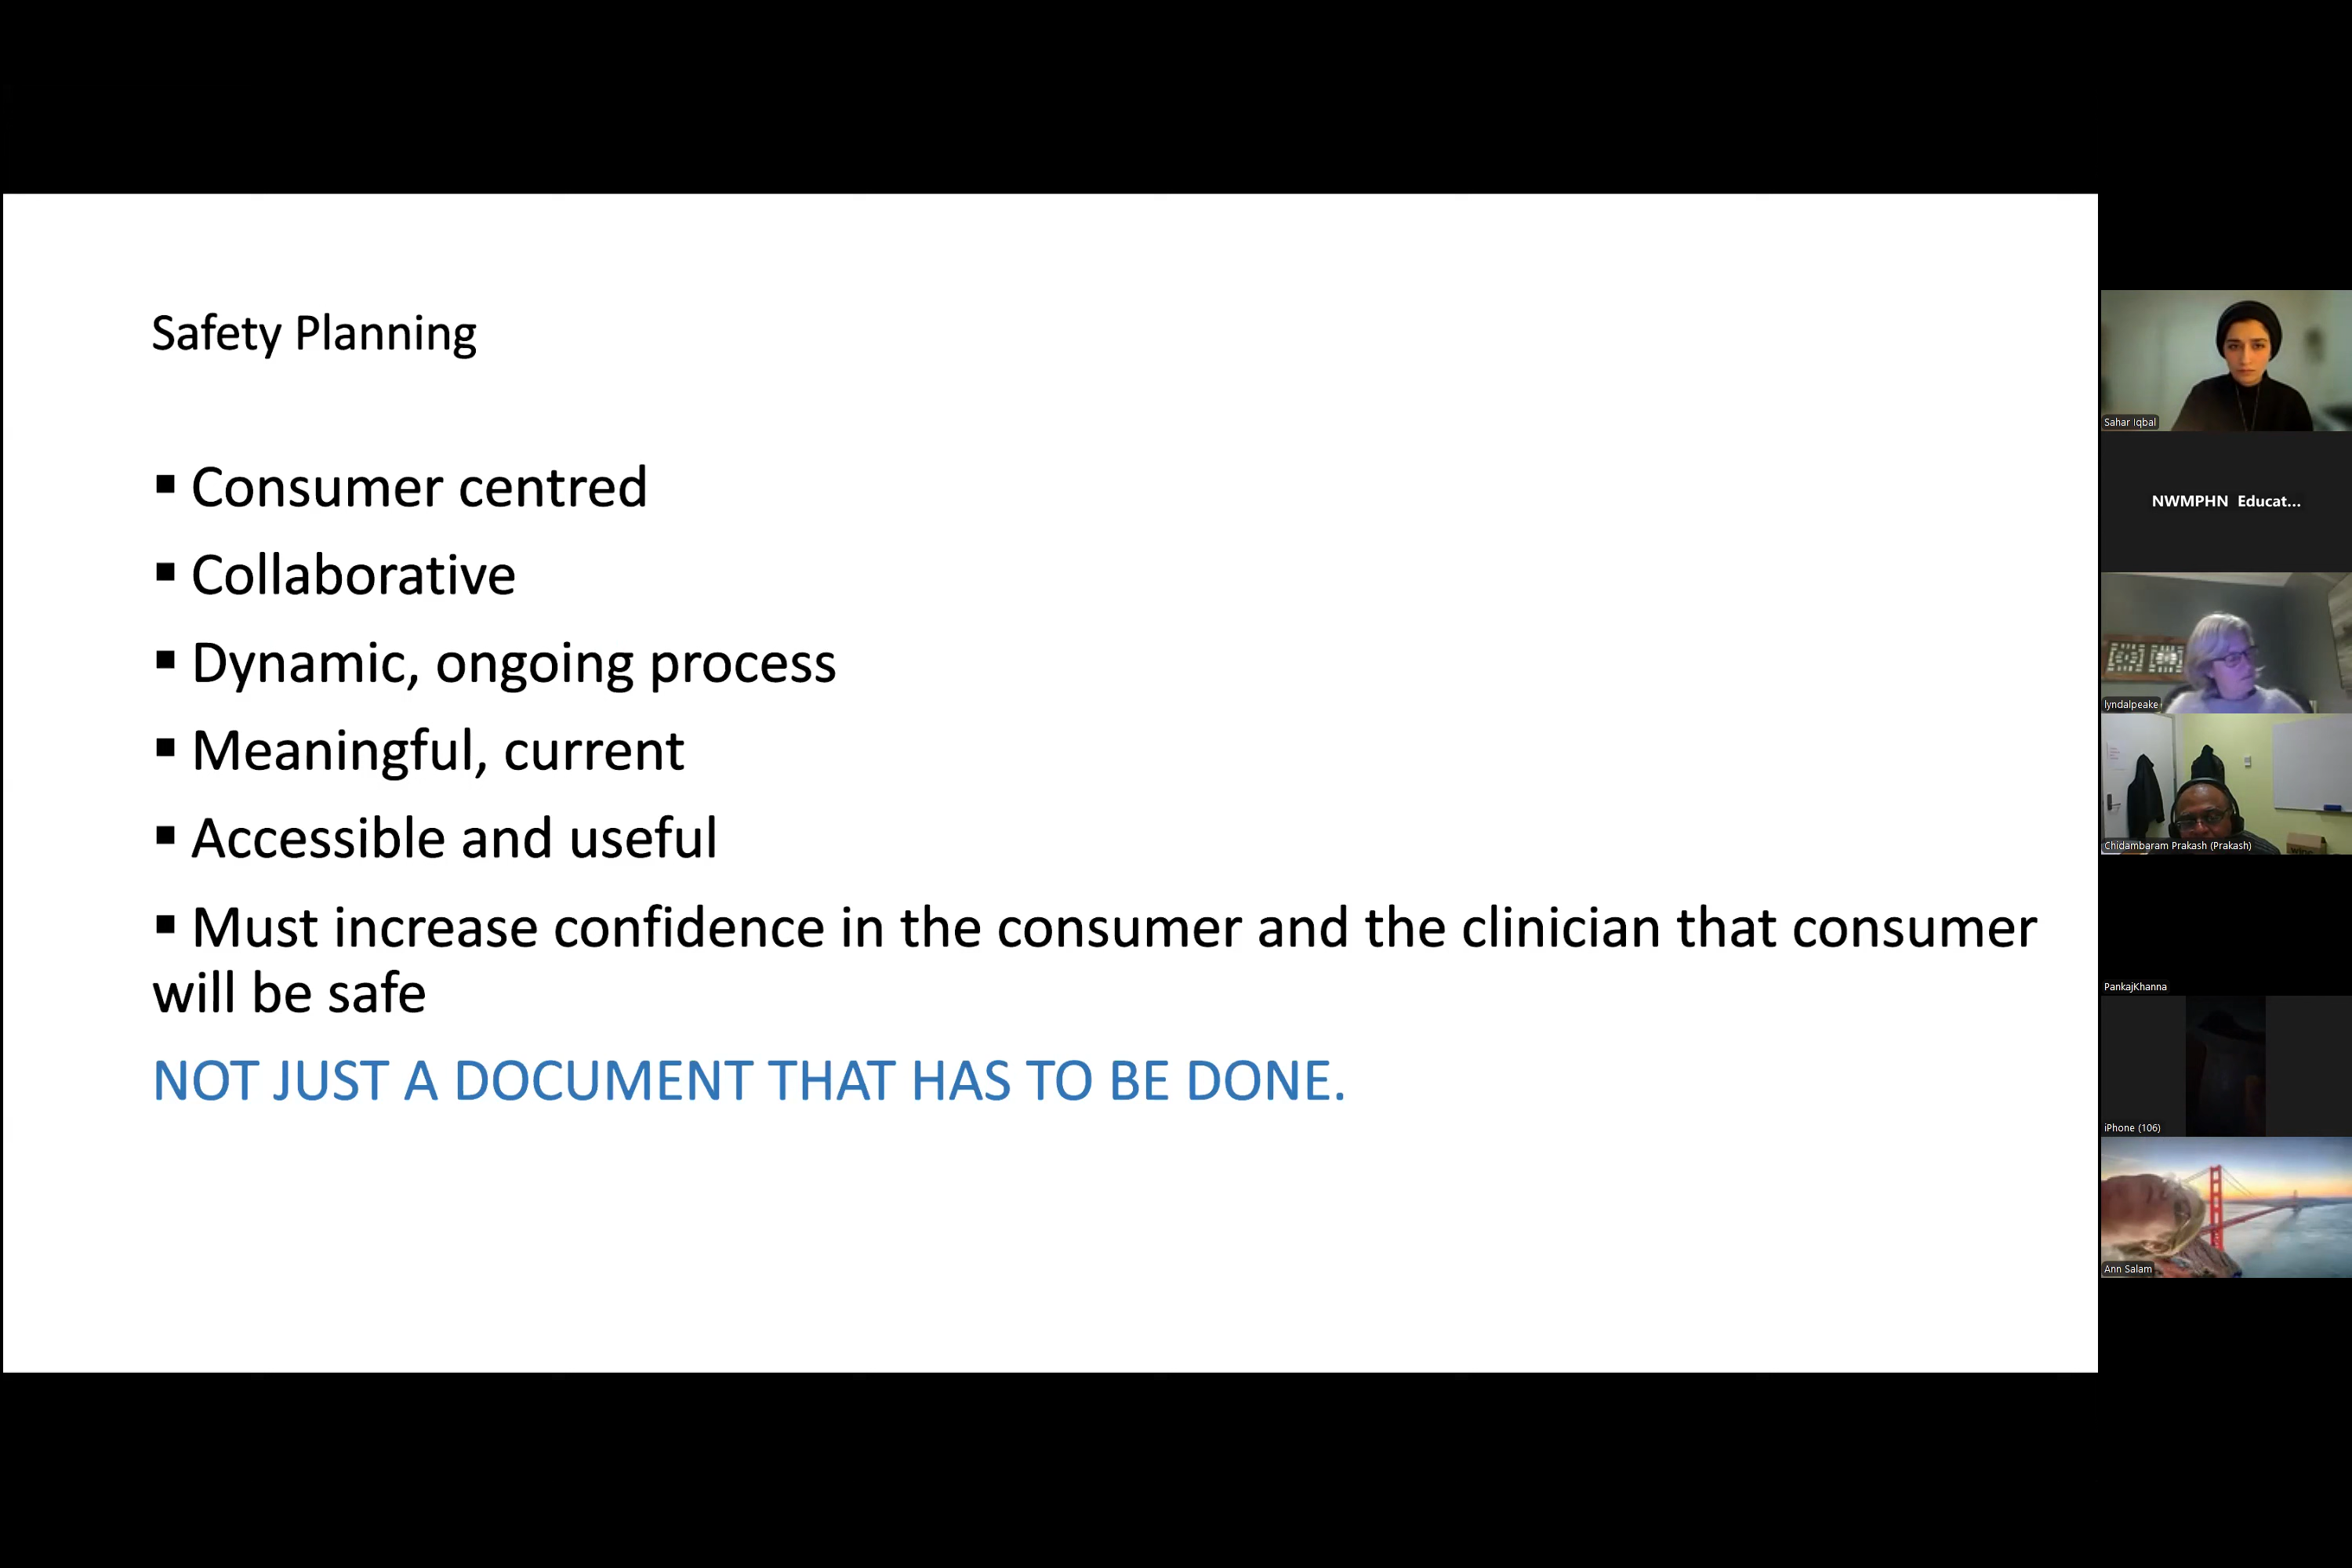 Safety Planning
▪ Consumer centred
▪ Collaborative
▪ Dynamic, ongoing process
▪ Meaningful, current
▪ Accessible and useful
▪ Must increase confidence in the consumer and the clinician that consumer
will be safe
NOT JUST A DOCUMENT THAT HAS TO BE DONE.
Sahar Iqbal
NWMPHN Educat...
lyndalpeake
Chidambaram Prakash (Prakash)
PankajKhanna
iPhone (106)
Ann Salam